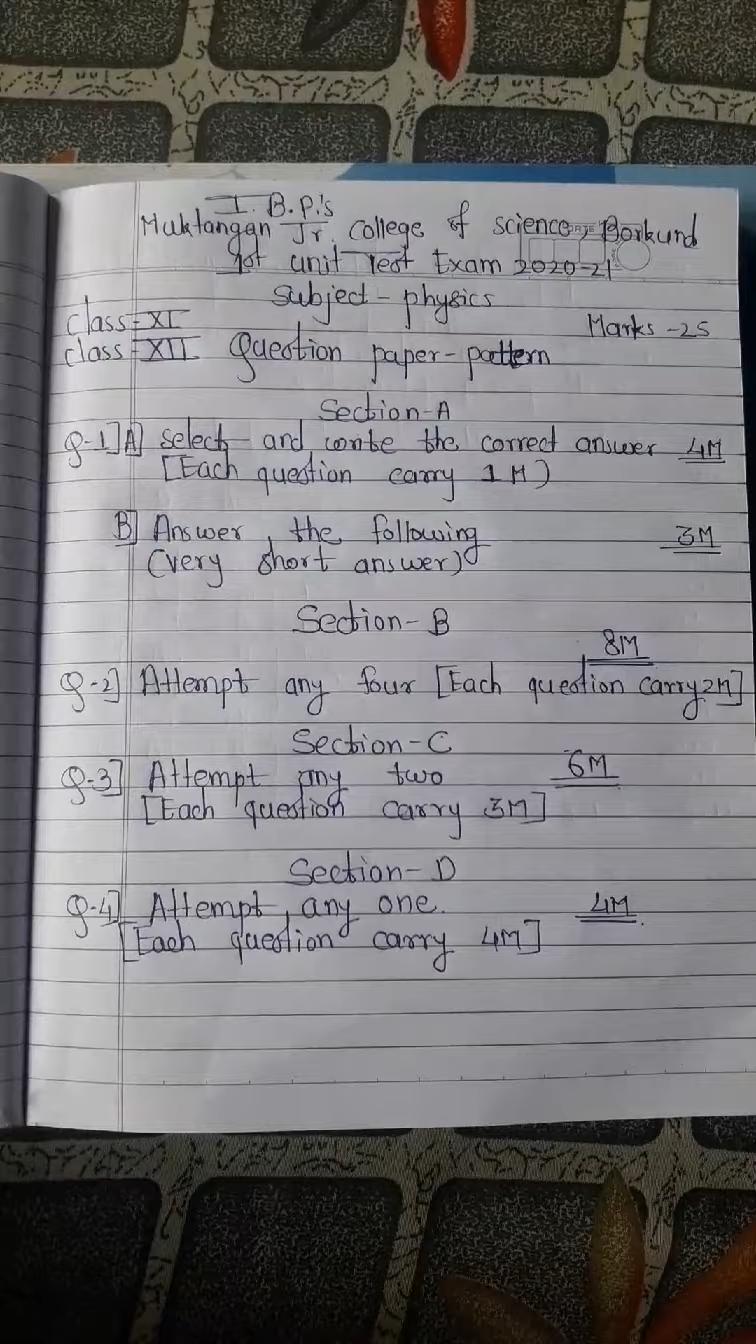 I. B.P.'s
Muktangan Jr. college of science, Borkund
1st unit Test Exam 2020-21
Subject - physics
class - XI
Marks - 25
class - XII Question paper-pattern
Section-A
Q-1] A] select and write the correct answer 4M
[Each question carry 1 M)
B] Answer the following 3M
(very short answer)
Section-B
8M
Q-2] Attempt any four [Each question carry 2M]
Section-C
Q-3] Attempt any two 6M
[Each question carry 3M]
Section-D
Q-4] Attempt any one. 4M
[Each question carry 4M]